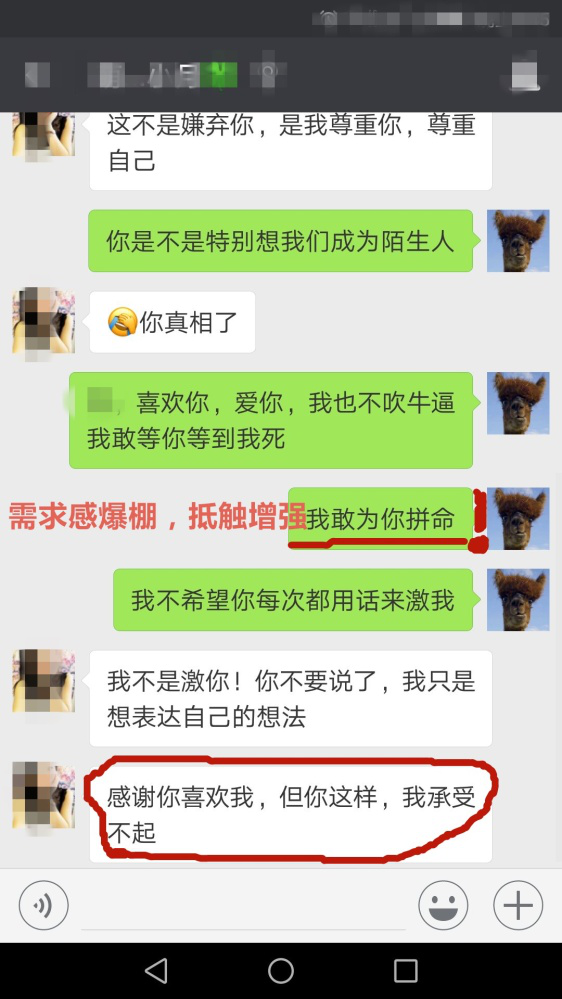 这不是嫌弃你，是我尊重你，尊重
自己
你是不是特别想我们成为陌生人
🤣你真相了
，喜欢你，爱你，我也不吹牛逼
我敢等你等到我死
需求感爆棚，抵触增强
我敢为你拼命
我不希望你每次都用话来激我
我不是激你！你不要说了，我只是
想表达自己的想法
感谢你喜欢我，但你这样，我承受
不起